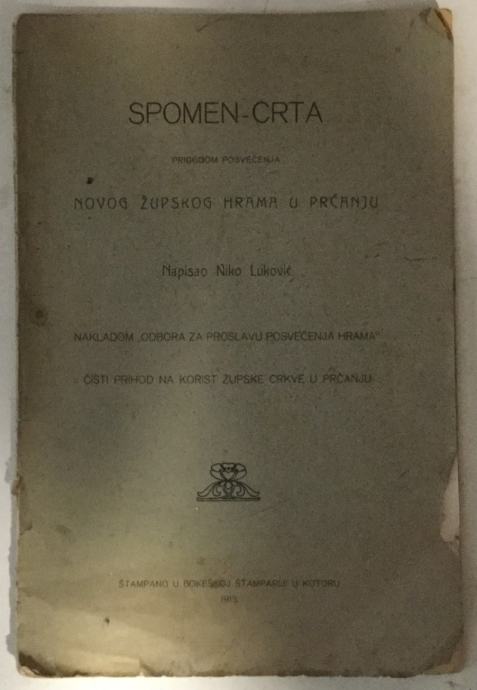 SPOMEN-CRTA
PRIGODOM POSVEĆENJA
NOVOG ŽUPSKOG HRAMA U PRČANJU
Napisao Niko Luković
NAKLADOM „ODBORA ZA PROSLAVU POSVEĆENJA HRAMA“
ČISTI PRIHOD NA KORIST ŽUPSKE CRKVE U PRČANJU
ŠTAMPANO U BOKEŠKOJ ŠTAMPARIJI U KOTORU
1913.